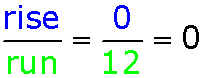 rise/run = 0/12 = 0